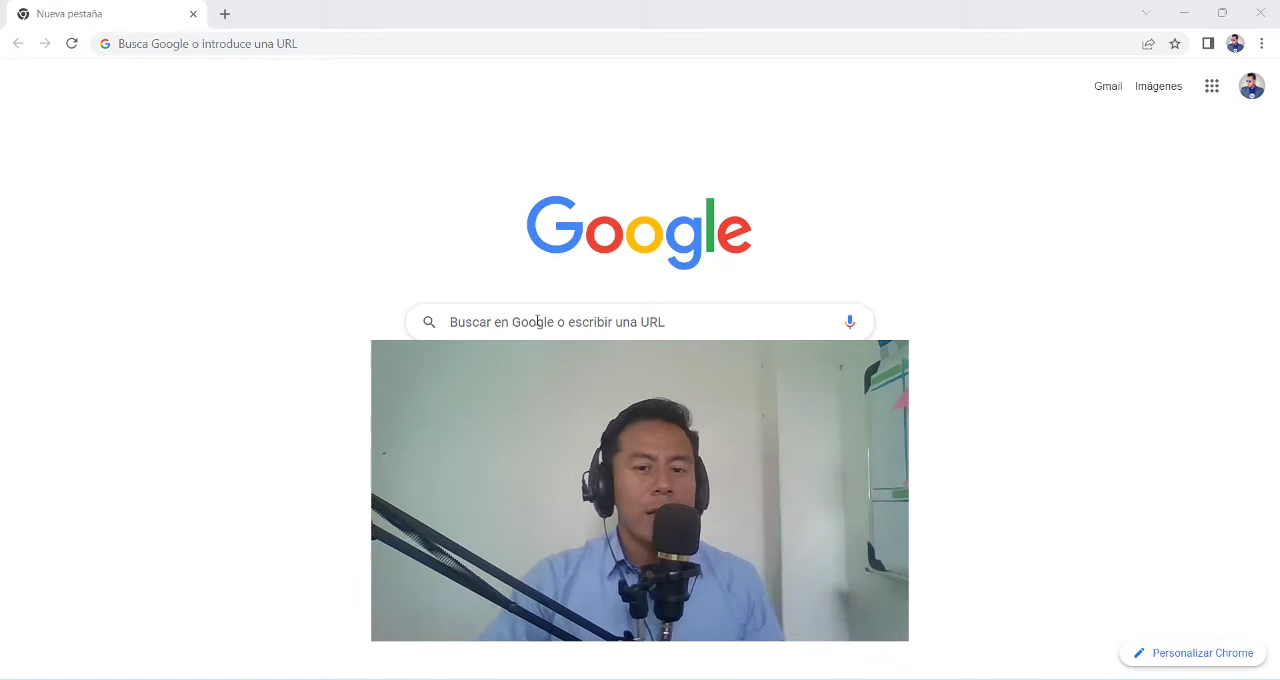 Nueva pestaña
Busca Google o introduce una URL
Gmail Imágenes
Google
Buscar en Google o escribir una URL
Personalizar Chrome